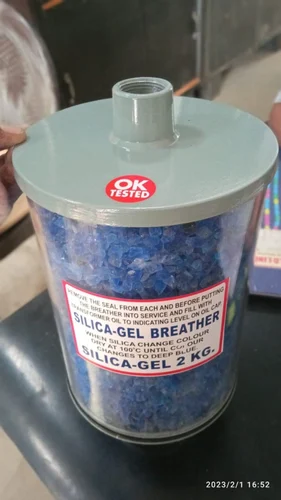 OK
TESTED
REMOVE THE SEAL FROM EACH AND BEFORE PUTTING
THE BREATHER INTO SERVICE AND FILL WITH
TRANSFORMER OIL TO INDICATING LEVEL ON OIL CAP
SILICA-GEL BREATHER
WHEN SILICA CHANGE COLOUR
DRY AT 100°C UNTIL COLOUR
CHANGES TO DEEP BLUE
SILICA-GEL 2 KG.
2023/2/1 16:52